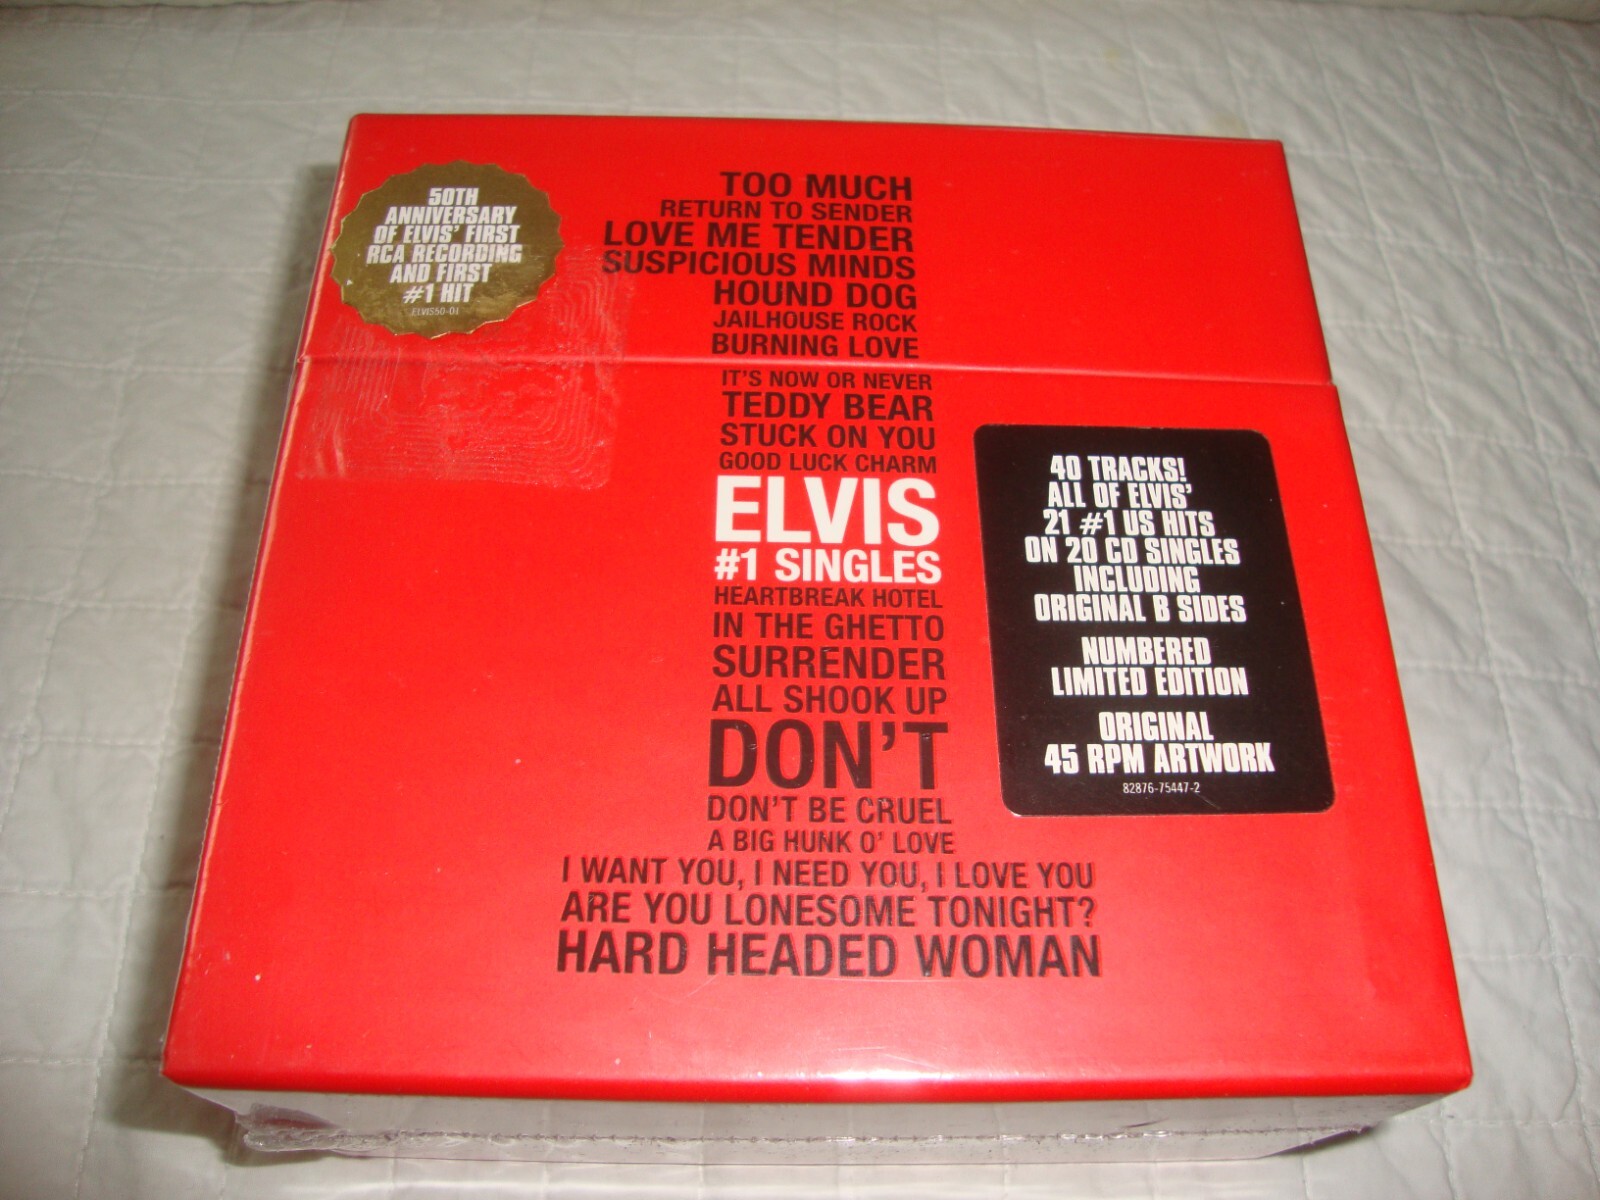 50TH
ANNIVERSARY
OF ELVIS' FIRST
RCA RECORDING
AND FIRST
#1 HIT
ELVIS50-01
TOO MUCH
RETURN TO SENDER
LOVE ME TENDER
SUSPICIOUS MINDS
HOUND DOG
JAILHOUSE ROCK
BURNING LOVE
IT'S NOW OR NEVER
TEDDY BEAR
STUCK ON YOU
GOOD LUCK CHARM
ELVIS
#1 SINGLES
HEARTBREAK HOTEL
IN THE GHETTO
SURRENDER
ALL SHOOK UP
DON'T
DON'T BE CRUEL
A BIG HUNK O' LOVE
I WANT YOU, I NEED YOU, I LOVE YOU
ARE YOU LONESOME TONIGHT?
HARD HEADED WOMAN
40 TRACKS!
ALL OF ELVIS'
21 #1 US HITS
ON 20 CD SINGLES
INCLUDING
ORIGINAL B SIDES
NUMBERED
LIMITED EDITION
ORIGINAL
45 RPM ARTWORK
82876-75447-2